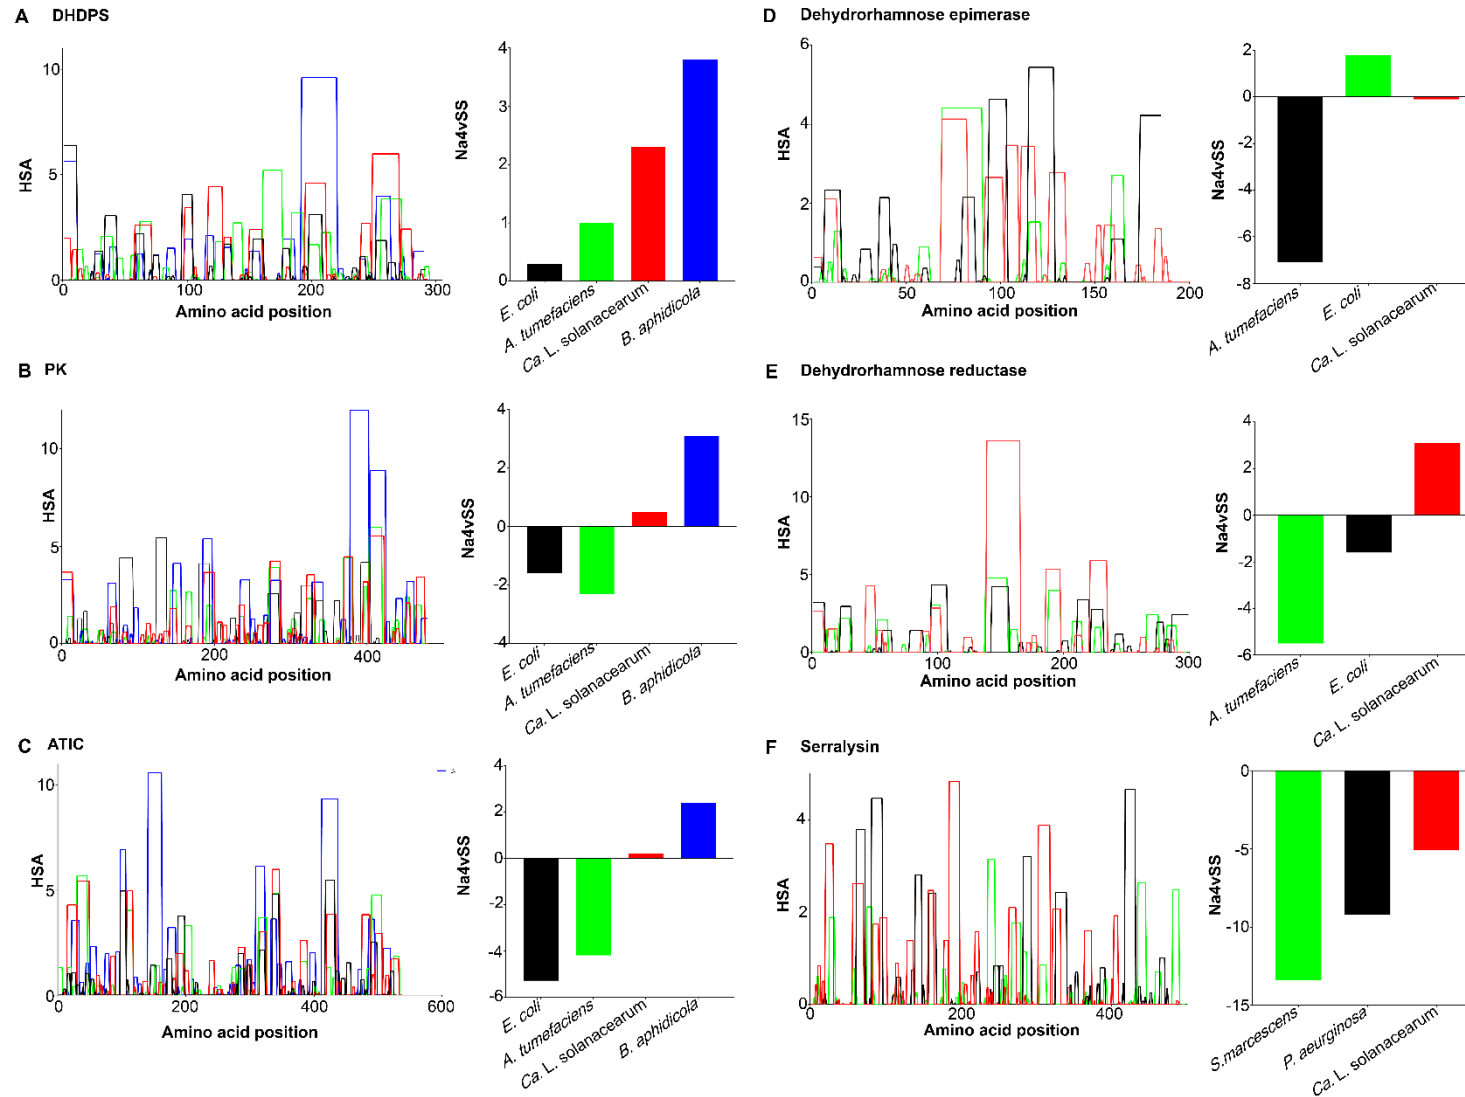 A DHDPS
10
5
0
HSA
0 100 200 300
Amino acid position
4
3
2
1
0
Na4vSS
E. coli
A. tumefaciens
Ca. L. solanacearum
B. aphidicola
B PK
10
5
0
HSA
0 200 400
Amino acid position
4
2
0
-2
-4
Na4vSS
E. coli
A. tumefaciens
Ca. L. solanacearum
B. aphidicola
C ATIC
10
5
0
HSA
0 200 400 600
Amino acid position
4
2
0
-2
-4
-6
Na4vSS
E. coli
A. tumefaciens
Ca. L. solanacearum
B. aphidicola
D Dehydrorhamnose epimerase
6
4
2
0
HSA
0 50 100 150 200
Amino acid position
2
0
-2
-4
-6
-8
Na4vSS
A. tumefaciens
E. coli
Ca. L. solanacearum
E Dehydrorhamnose reductase
15
10
5
0
HSA
0 100 200 300
Amino acid position
4
2
0
-2
-4
-6
Na4vSS
A. tumefaciens
E. coli
Ca. L. solanacearum
F Serralysin
4
2
0
HSA
0 200 400
Amino acid position
0
-5
-10
-15
Na4vSS
S.marcescens
P. aeurginosa
Ca. L. solanacearum